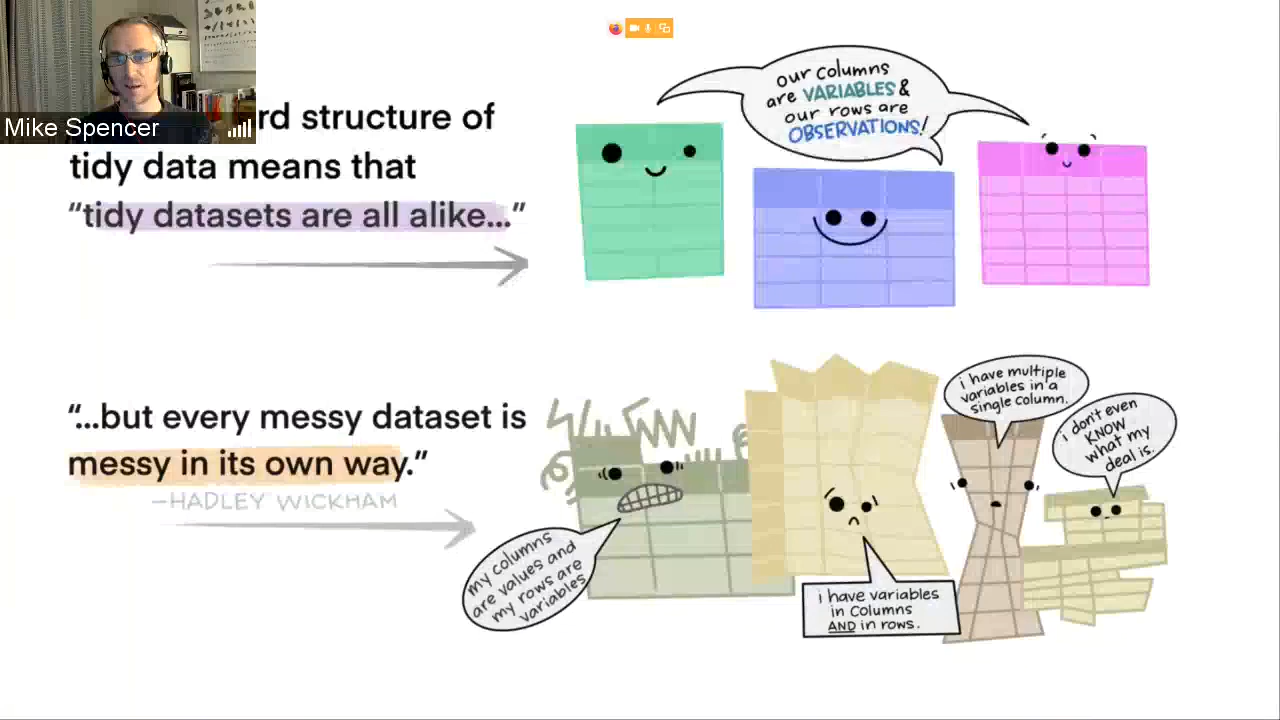 Mike Spencer
rd structure of
tidy data means that
“tidy datasets are all alike...”
our columns
are VARIABLES &
our rows are
OBSERVATIONS!
“...but every messy dataset is
messy in its own way.”
—HADLEY WICKHAM
my columns
are values and
my rows are
variables
i have variables
in columns
AND in rows.
i have multiple
variables in a
single column.
i don't even
KNOW
what my
deal is.